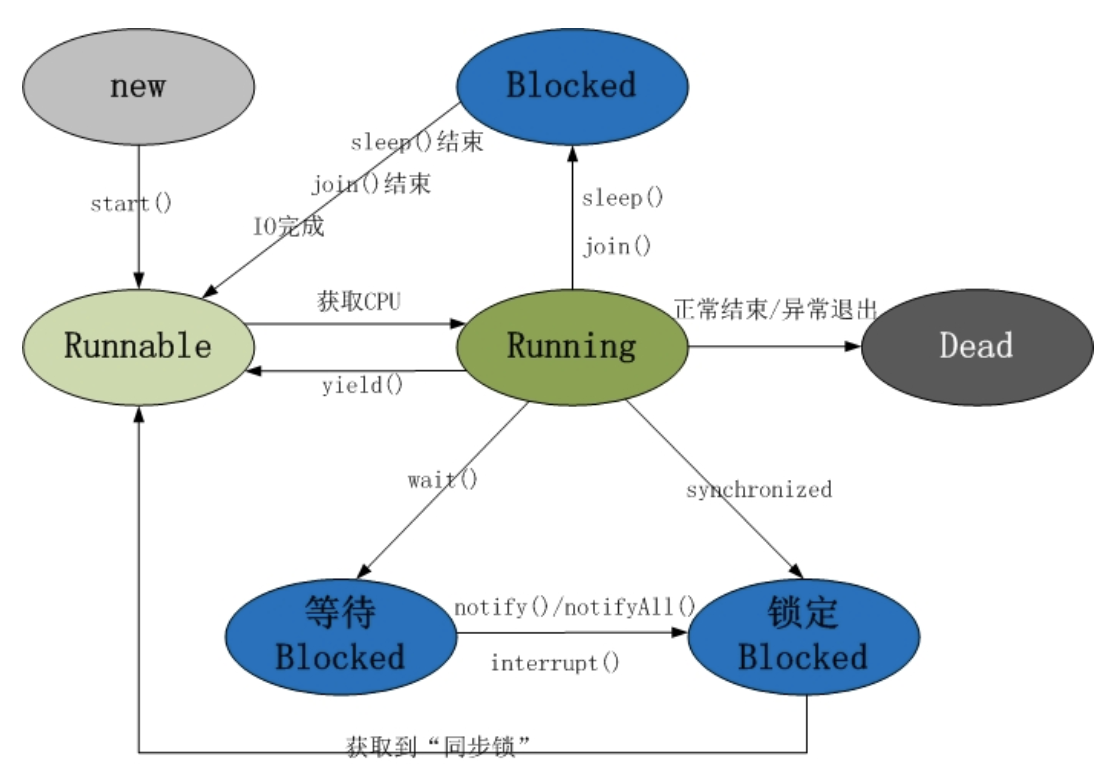 new
Blocked
sleep()结束
join()结束
start()
sleep()
IO完成
join()
获取CPU
正常结束/异常退出
Runnable
Running
Dead
yield()
wait()
synchronized
等待
Blocked
notify()/notifyAll()
interrupt()
锁定
Blocked
获取到“同步锁”